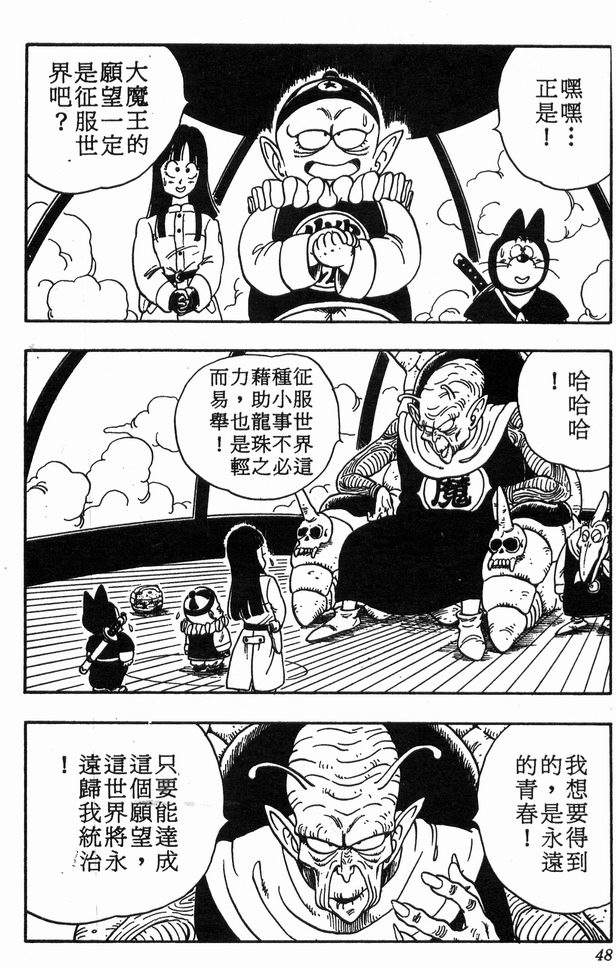 嘿嘿…
正是！
大魔王的
願望一定
是征服世
界吧？
哈哈哈
！
征服世界這
種小事不必
藉助龍珠之
力，也是輕
而易舉！
魔
我想要得到
的，是永遠
的青春！
只要能達成
這個願望，
這世界將永
遠歸我統治
！
48